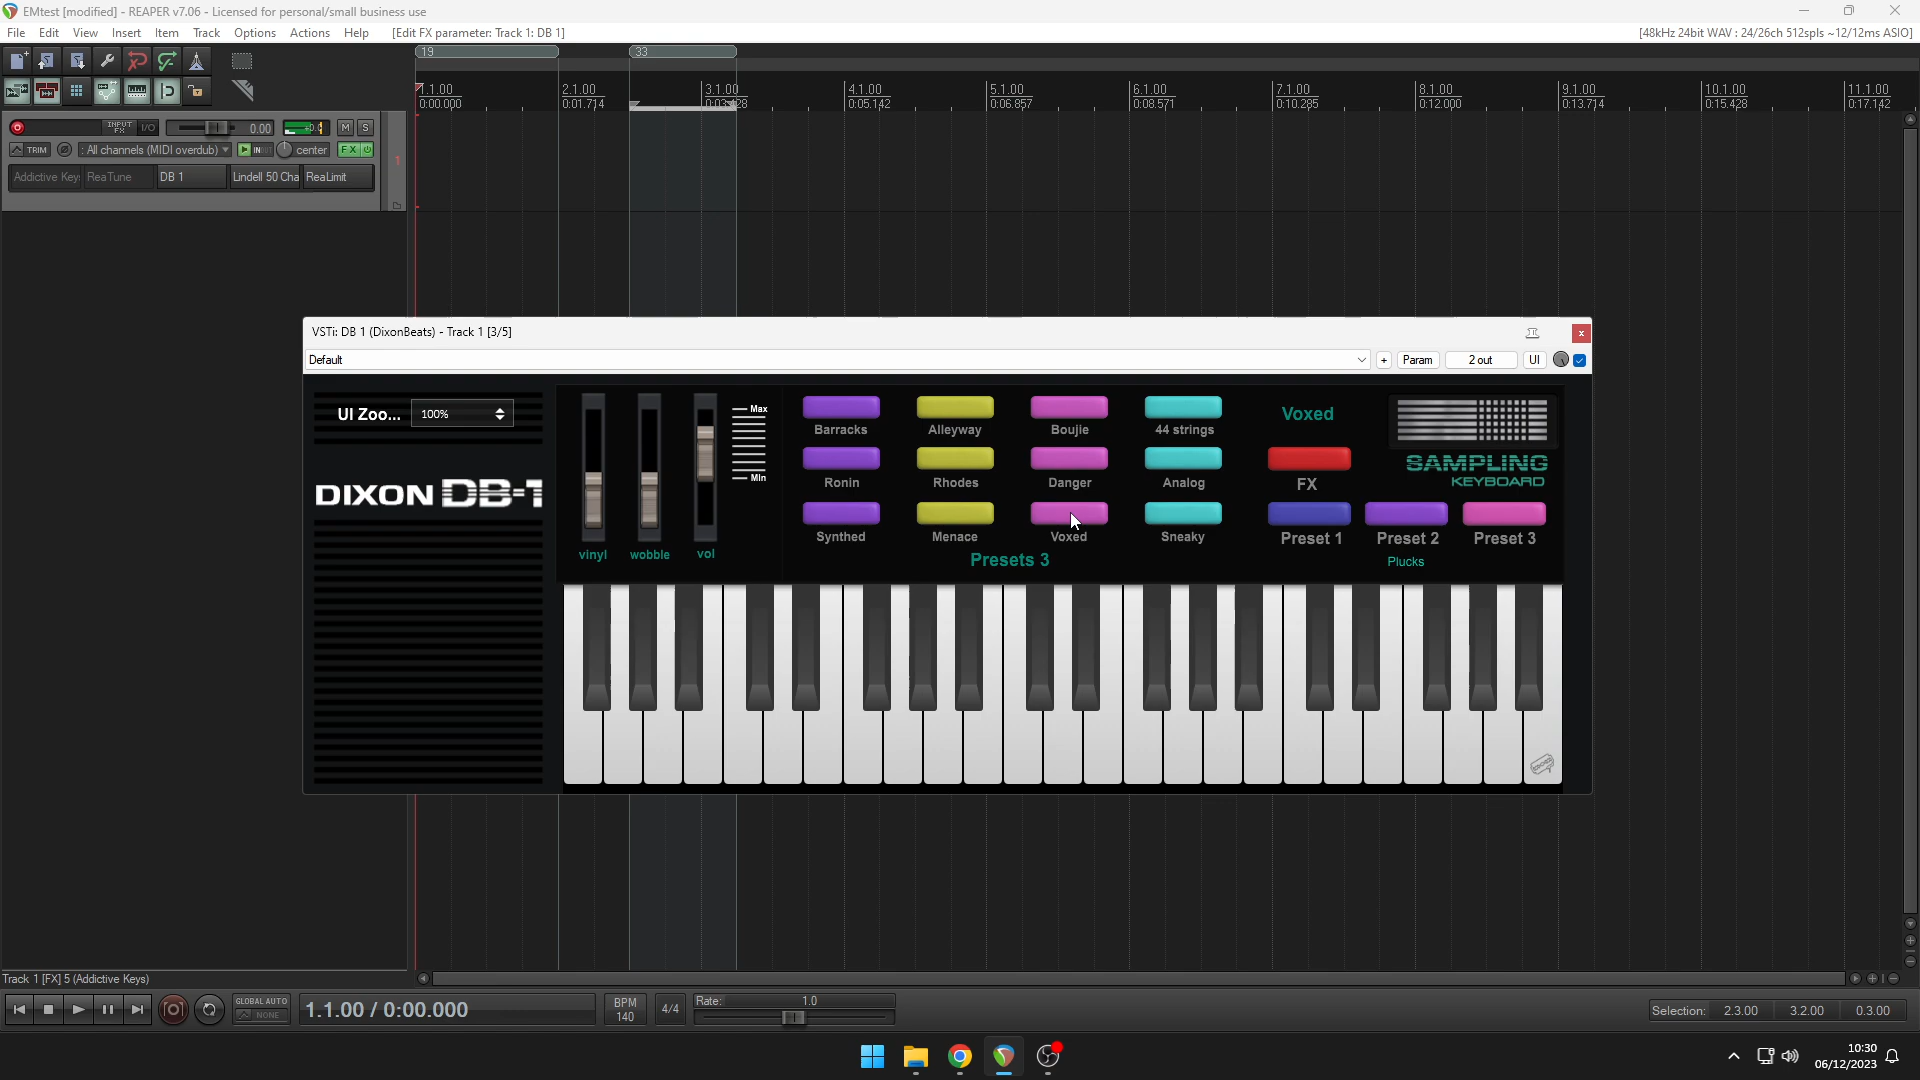 EMtest [modified] - REAPER v7.06 - Licensed for personal/small business use
File Edit View Insert Item Track Options Actions Help [Edit FX parameter: Track 1: DB 1]
[48kHz 24bit WAV : 24/26ch 512spls ~12/12ms ASIO]
19 33
1.1.00 2.1.00 3.1.00 4.1.00 5.1.00 6.1.00 7.1.00 8.1.00 9.1.00 10.1.00 11.1.00
0:00.000 0:01.714 0:03.428 0:05.142 0:06.857 0:08.571 0:10.285 0:12.000 0:13.714 0:15.428 0:17.142
INPUT FX I/O 0.00 M S
TRIM : All channels (MIDI overdub) IN center FX
1
Addictive Key ReaTune DB 1 Lindell 50 Cha ReaLimit
VSTi: DB 1 (DixonBeats) - Track 1 [3/5]
x
Default + Param 2 out UI
UI Zoo... 100%
DIXON DB-1
vinyl wobble vol
Max
Min
Barracks Alleyway Boujie 44 strings
Ronin Rhodes Danger Analog
Synthed Menace Voxed Sneaky
Presets 3
Voxed
FX
SAMPLING
KEYBOARD
Preset 1 Preset 2 Preset 3
Plucks
Track 1 [FX] 5 (Addictive Keys)
GLOBAL AUTO
NONE
1.1.00 / 0:00.000
BPM
140
4/4
Rate: 1.0
Selection: 2.3.00 3.2.00 0.3.00
10:30
06/12/2023